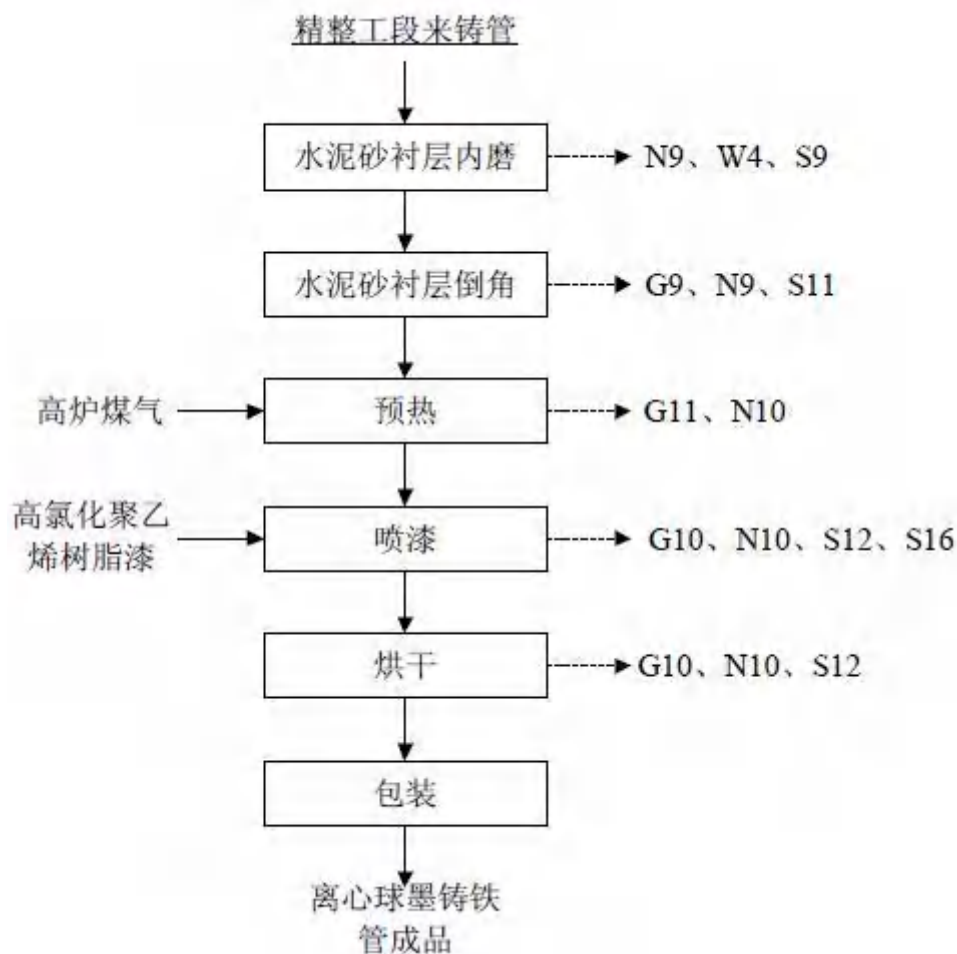 精整工段来铸管
水泥砂衬层内磨
N9、W4、S9
水泥砂衬层倒角
G9、N9、S11
高炉煤气
预热
G11、N10
高氯化聚乙
烯树脂漆
喷漆
G10、N10、S12、S16
烘干
G10、N10、S12
包装
离心球墨铸铁
管成品